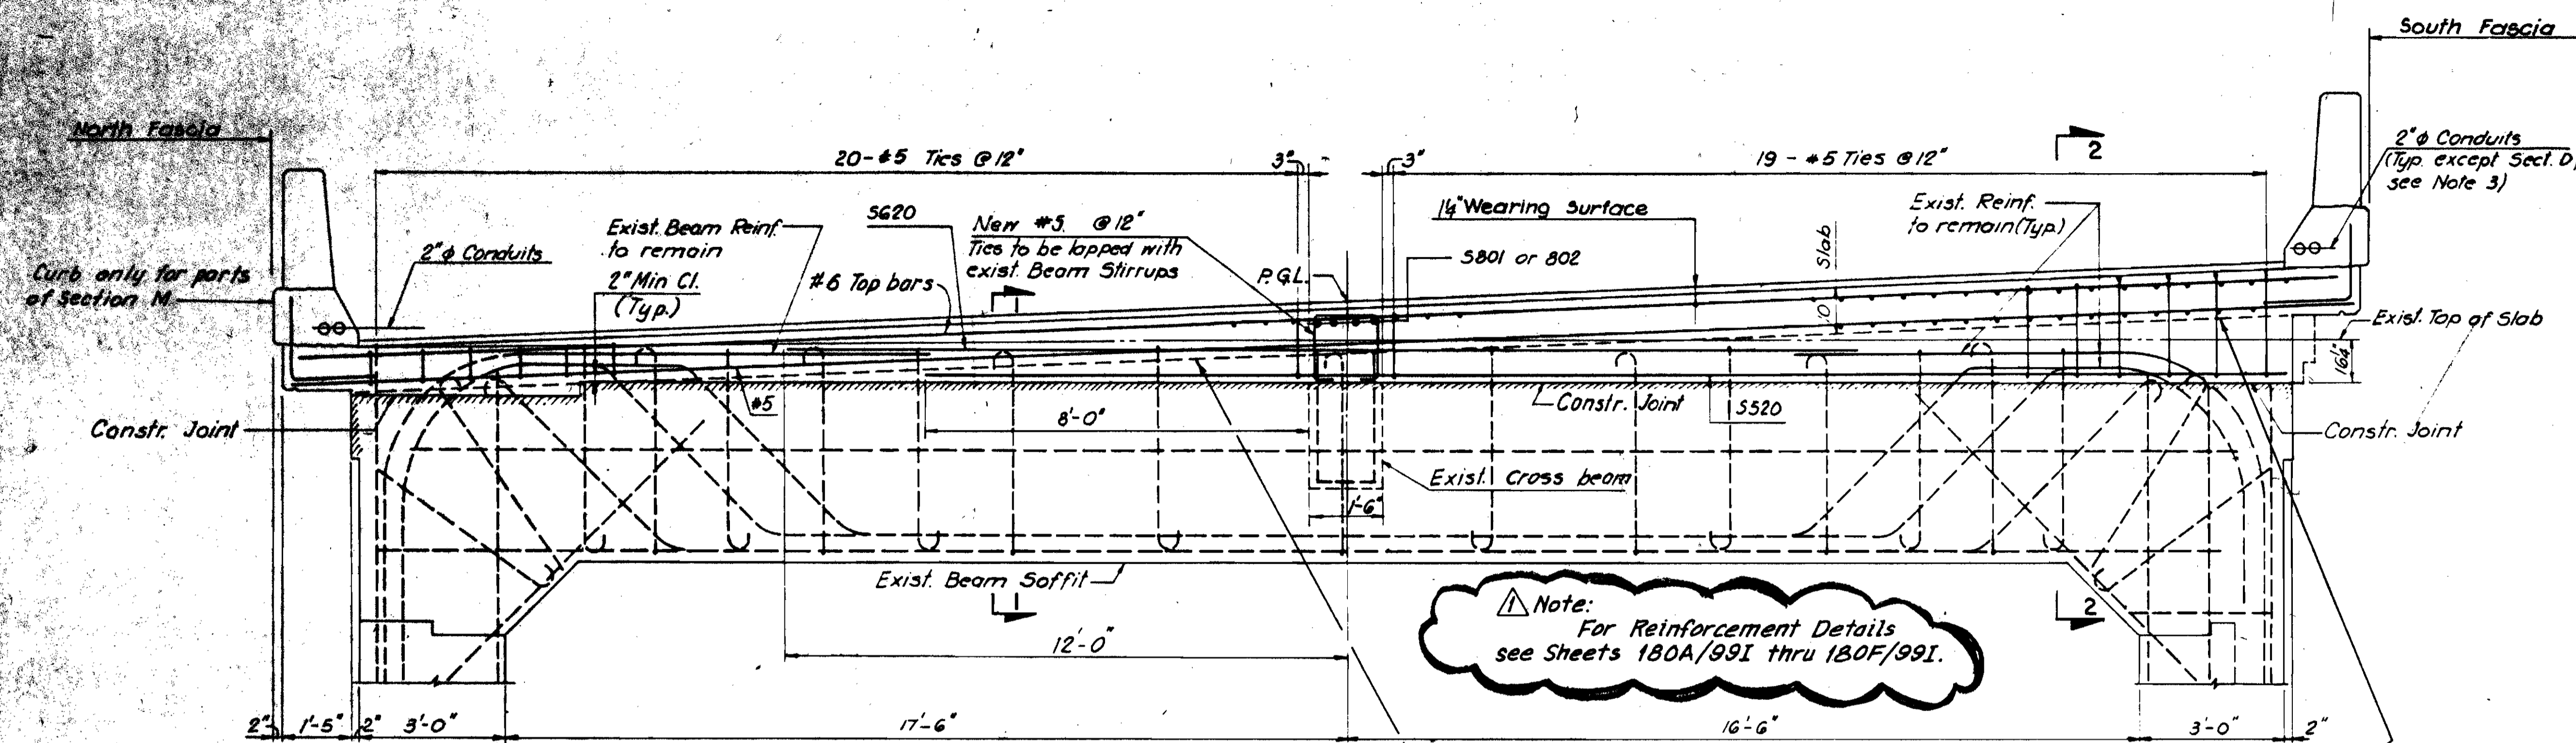 South Fascia
North Fascia
20-#5 Ties @ 12"
3"
3"
19 - #5 Ties @ 12"
2
2"ϕ Conduits
(Typ. except Sect. D,
see Note 3)
Exist. Beam Reinf.
to remain
S620
New #5 @ 12"
Ties to be lapped with
exist. Beam Stirrups
1¼" Wearing Surface
Exist. Reinf.
to remain (Typ.)
Slab
2"ϕ Conduits
Curb only for parts
of Section M
2" Min Cl.
(Typ.)
#6 Top bars
1
P.G.L.
S801 or 802
Exist. Top of Slab
#5
Constr. Joint
8'-0"
Constr. Joint
S520
Constr. Joint
Exist. Cross beam
1'-6"
Exist. Beam Soffit
1
2
12'-0"
1 Note:
For Reinforcement Details
see Sheets 180A/99I thru 180F/99I.
2" 1'-5" 2" 3'-0" 17'-6" 16'-6" 3'-0" 2"